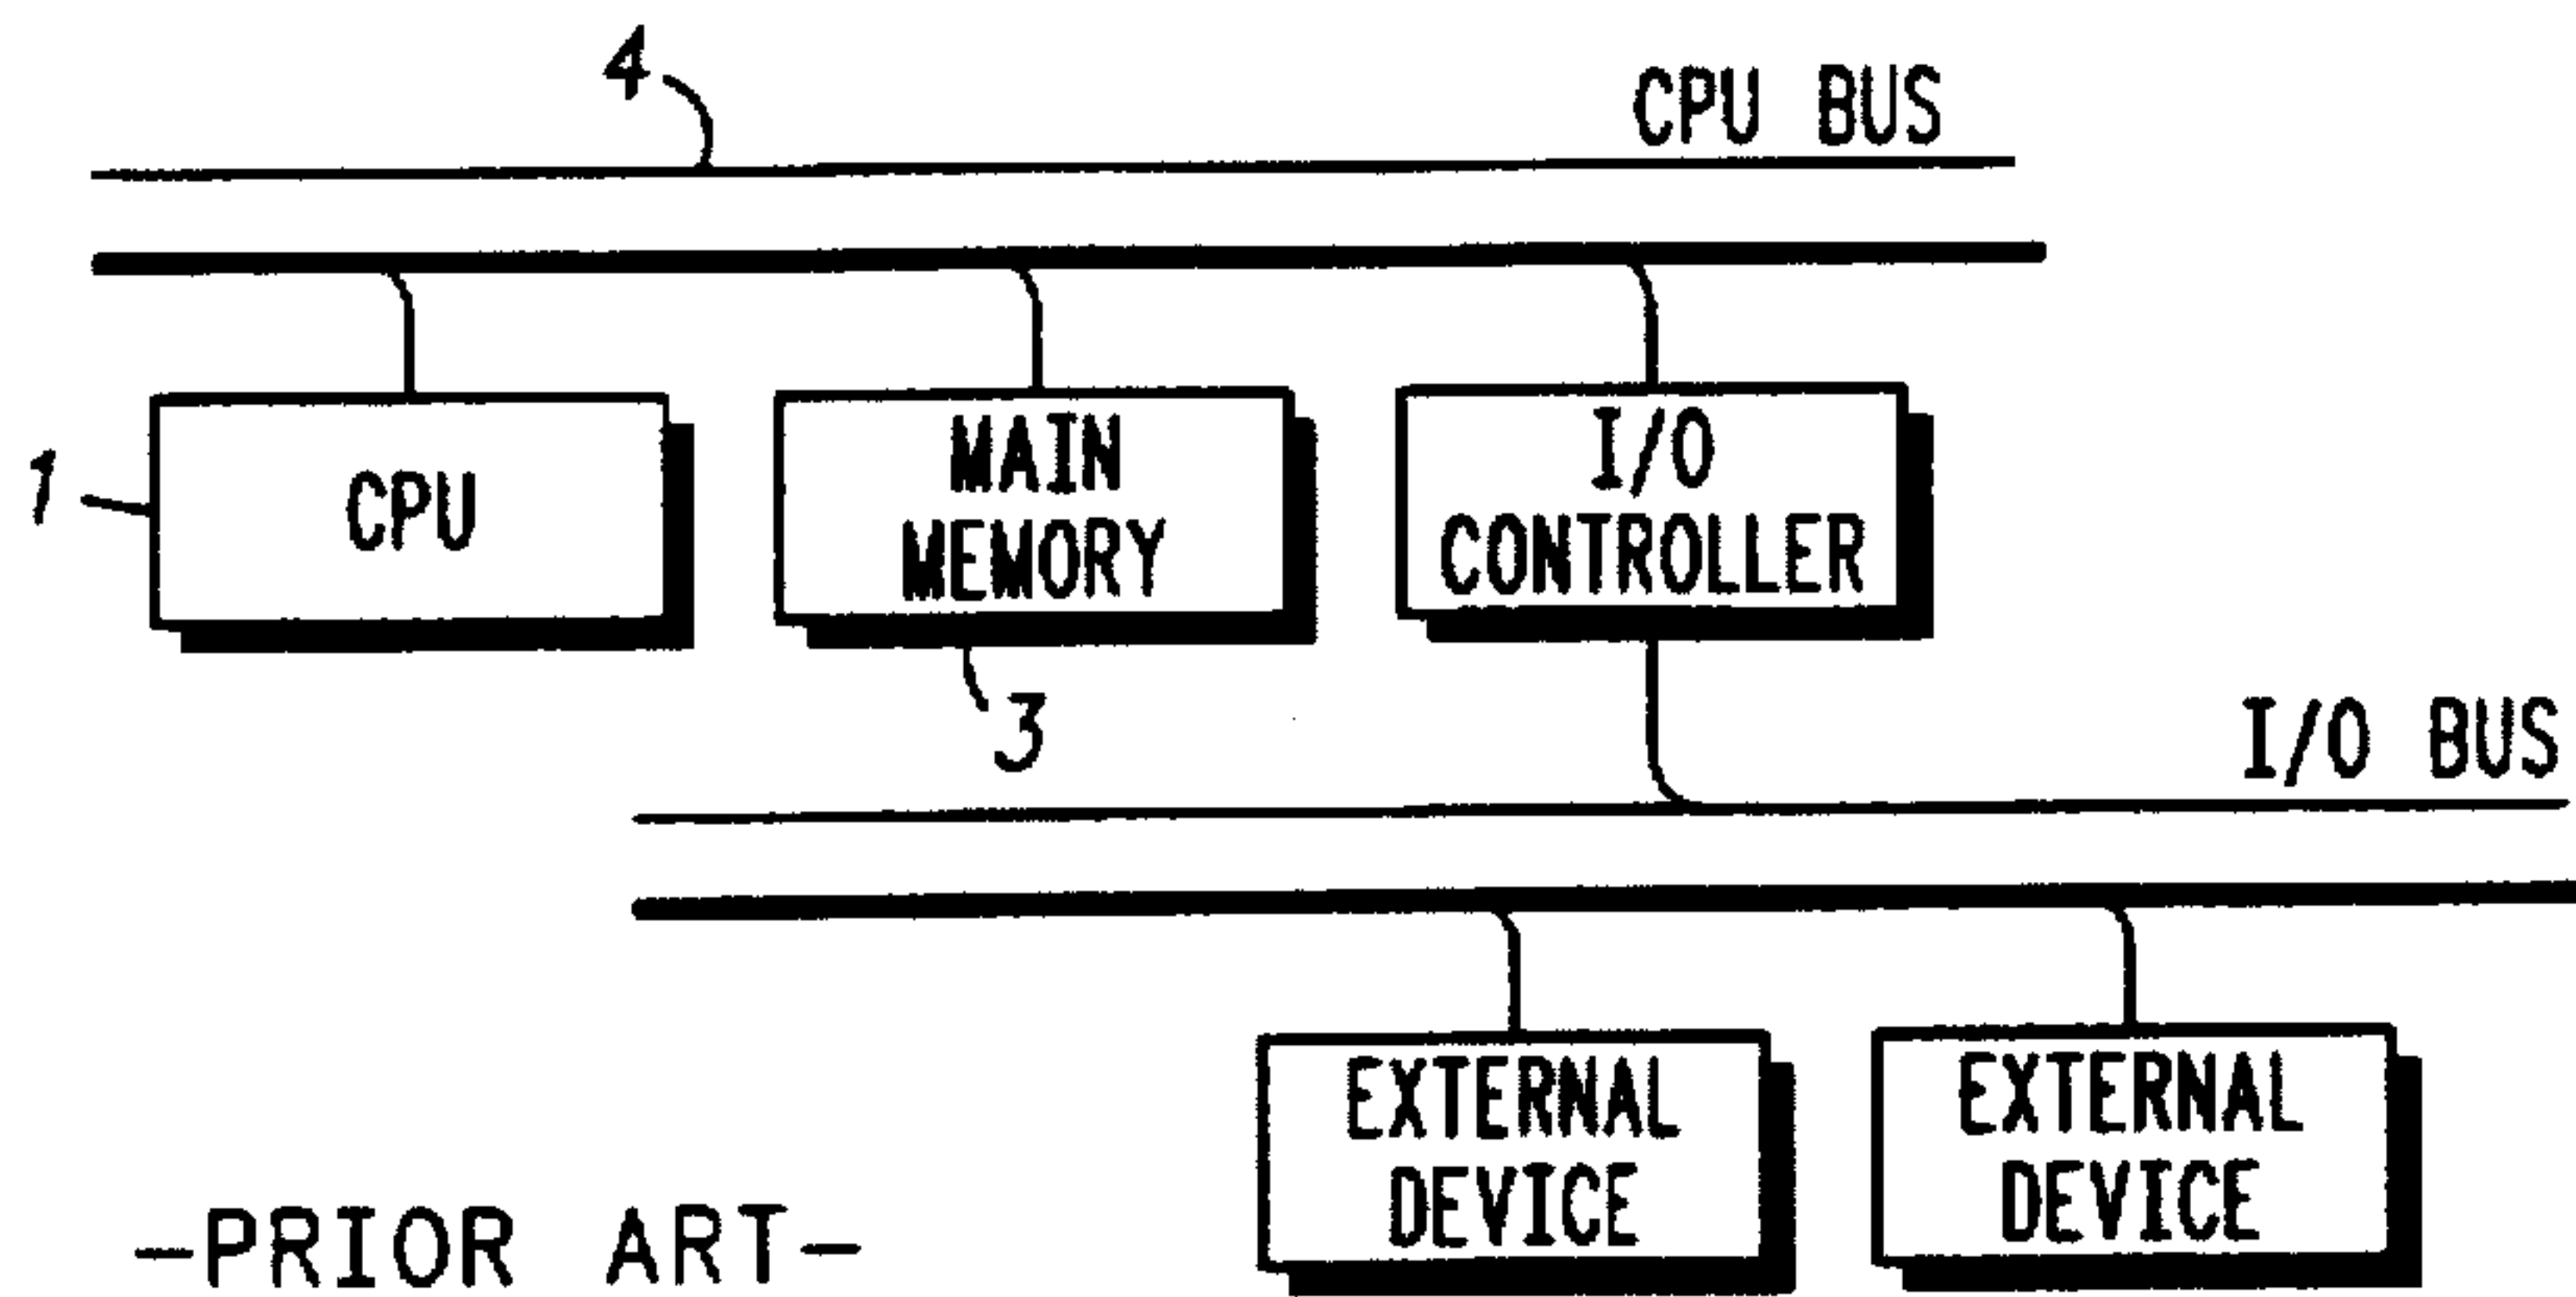 4
CPU BUS
1
CPU
MAIN
MEMORY
I/O
CONTROLLER
3
I/O BUS
EXTERNAL
DEVICE
EXTERNAL
DEVICE
-PRIOR ART-